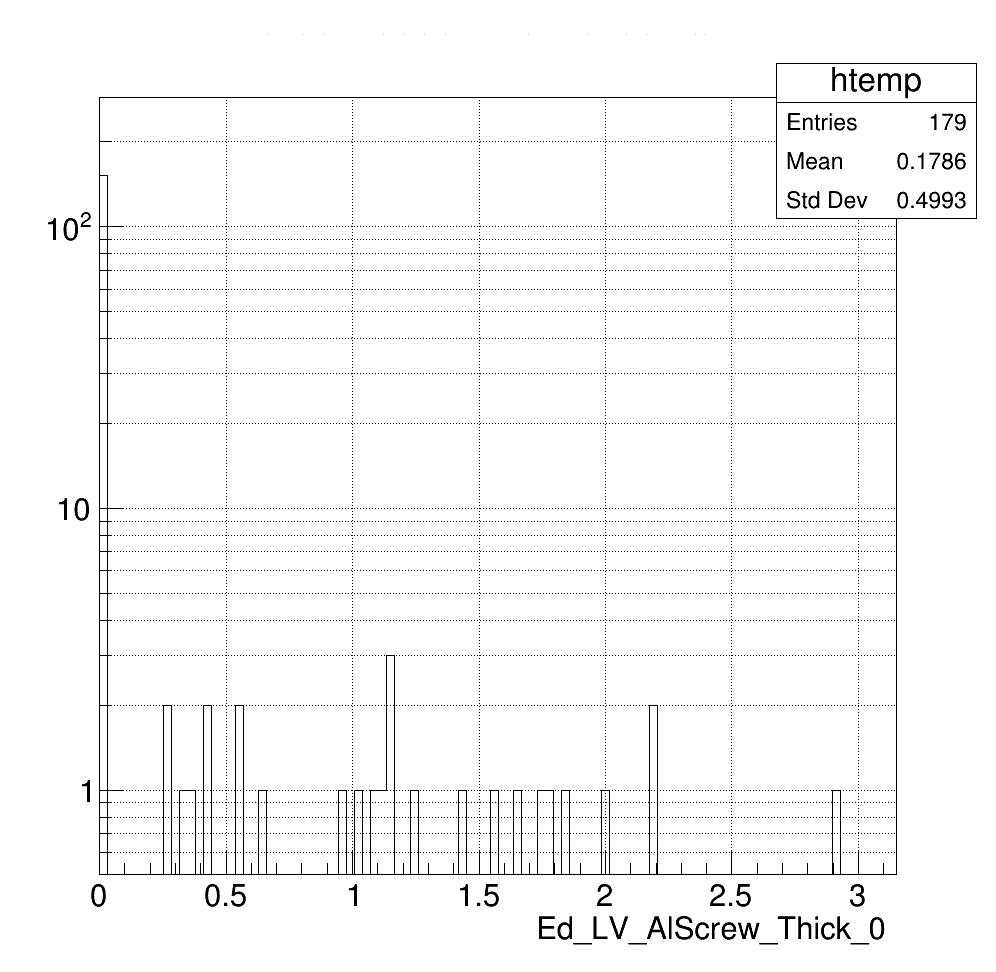 htemp
Entries 179
Mean 0.1786
Std Dev 0.4993
10²
10
1
0 0.5 1 1.5 2 2.5 3
Ed_LV_AlScrew_Thick_0